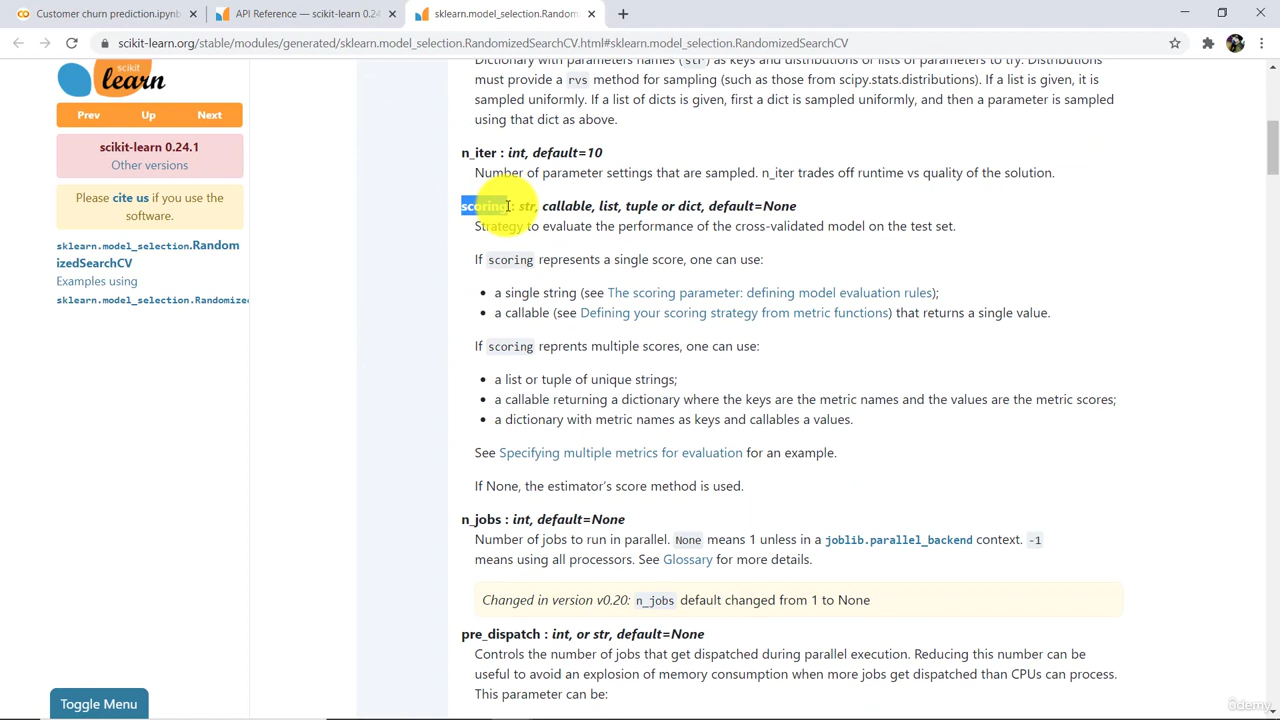 Customer churn prediction.ipynb
API Reference — scikit-learn 0.24
sklearn.model_selection.Random
scikit-learn.org/stable/modules/generated/sklearn.model_selection.RandomizedSearchCV.html#sklearn.model_selection.RandomizedSearchCV
scikit
learn
Prev Up Next
scikit-learn 0.24.1
Other versions
Please cite us if you use the
software.
sklearn.model_selection.Random
izedSearchCV
Examples using
sklearn.model_selection.Randomize
Dictionary with parameters names (str) as keys and distributions or lists of parameters to try. Distributions
must provide a rvs method for sampling (such as those from scipy.stats.distributions). If a list is given, it is
sampled uniformly. If a list of dicts is given, first a dict is sampled uniformly, and then a parameter is sampled
using that dict as above.
n_iter : int, default=10
Number of parameter settings that are sampled. n_iter trades off runtime vs quality of the solution.
scoring : str, callable, list, tuple or dict, default=None
Strategy to evaluate the performance of the cross-validated model on the test set.
If scoring represents a single score, one can use:
• a single string (see The scoring parameter: defining model evaluation rules);
• a callable (see Defining your scoring strategy from metric functions) that returns a single value.
If scoring reprents multiple scores, one can use:
• a list or tuple of unique strings;
• a callable returning a dictionary where the keys are the metric names and the values are the metric scores;
• a dictionary with metric names as keys and callables a values.
See Specifying multiple metrics for evaluation for an example.
If None, the estimator's score method is used.
n_jobs : int, default=None
Number of jobs to run in parallel. None means 1 unless in a joblib.parallel_backend context. -1
means using all processors. See Glossary for more details.
Changed in version v0.20: n_jobs default changed from 1 to None
pre_dispatch : int, or str, default=None
Controls the number of jobs that get dispatched during parallel execution. Reducing this number can be
useful to avoid an explosion of memory consumption when more jobs get dispatched than CPUs can process.
This parameter can be:
Toggle Menu
ûdemy